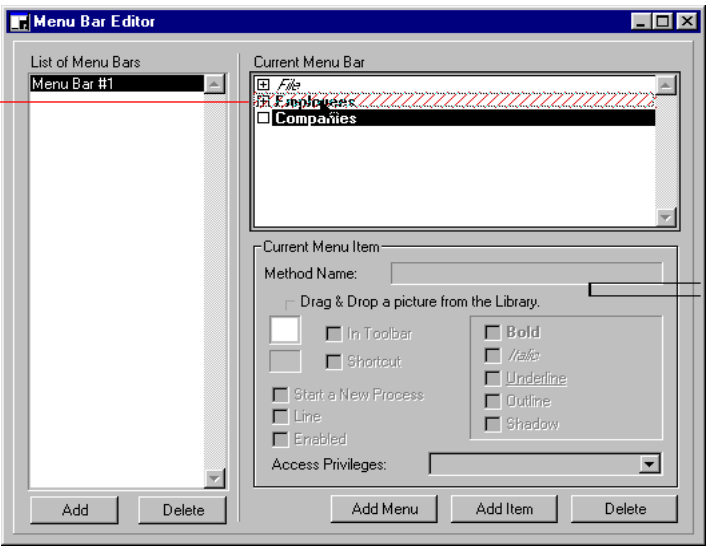 Menu Bar Editor
List of Menu Bars
Menu Bar #1
Add
Delete
Current Menu Bar
File
Employees
Companies
Current Menu Item
Method Name:
Drag & Drop a picture from the Library.
In Toolbar
Shortcut
Start a New Process
Line
Enabled
Bold
Italic
Underline
Outline
Shadow
Access Privileges:
Add Menu
Add Item
Delete